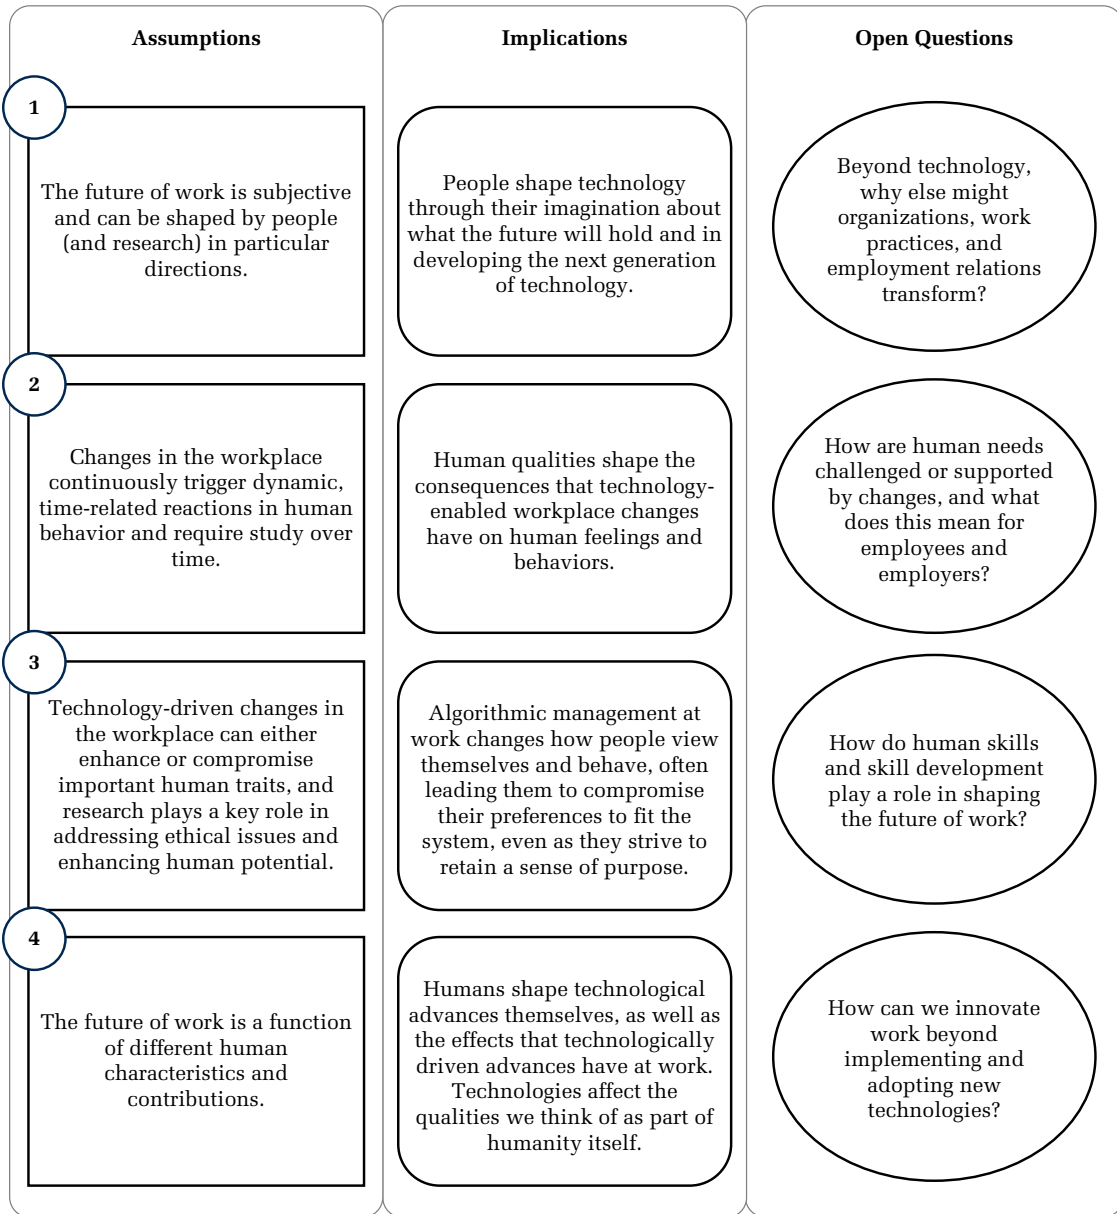 Assumptions
Implications
Open Questions
1
The future of work is subjective
and can be shaped by people
(and research) in particular
directions.
People shape technology
through their imagination about
what the future will hold and in
developing the next generation
of technology.
Beyond technology,
why else might
organizations, work
practices, and
employment relations
transform?
2
Changes in the workplace
continuously trigger dynamic,
time-related reactions in human
behavior and require study over
time.
Human qualities shape the
consequences that technology-
enabled workplace changes
have on human feelings and
behaviors.
How are human needs
challenged or supported
by changes, and what
does this mean for
employees and
employers?
3
Technology-driven changes in
the workplace can either
enhance or compromise
important human traits, and
research plays a key role in
addressing ethical issues and
enhancing human potential.
Algorithmic management at
work changes how people view
themselves and behave, often
leading them to compromise
their preferences to fit the
system, even as they strive to
retain a sense of purpose.
How do human skills
and skill development
play a role in shaping
the future of work?
4
The future of work is a function
of different human
characteristics and
contributions.
Humans shape technological
advances themselves, as well as
the effects that technologically
driven advances have at work.
Technologies affect the
qualities we think of as part of
humanity itself.
How can we innovate
work beyond
implementing and
adopting new
technologies?